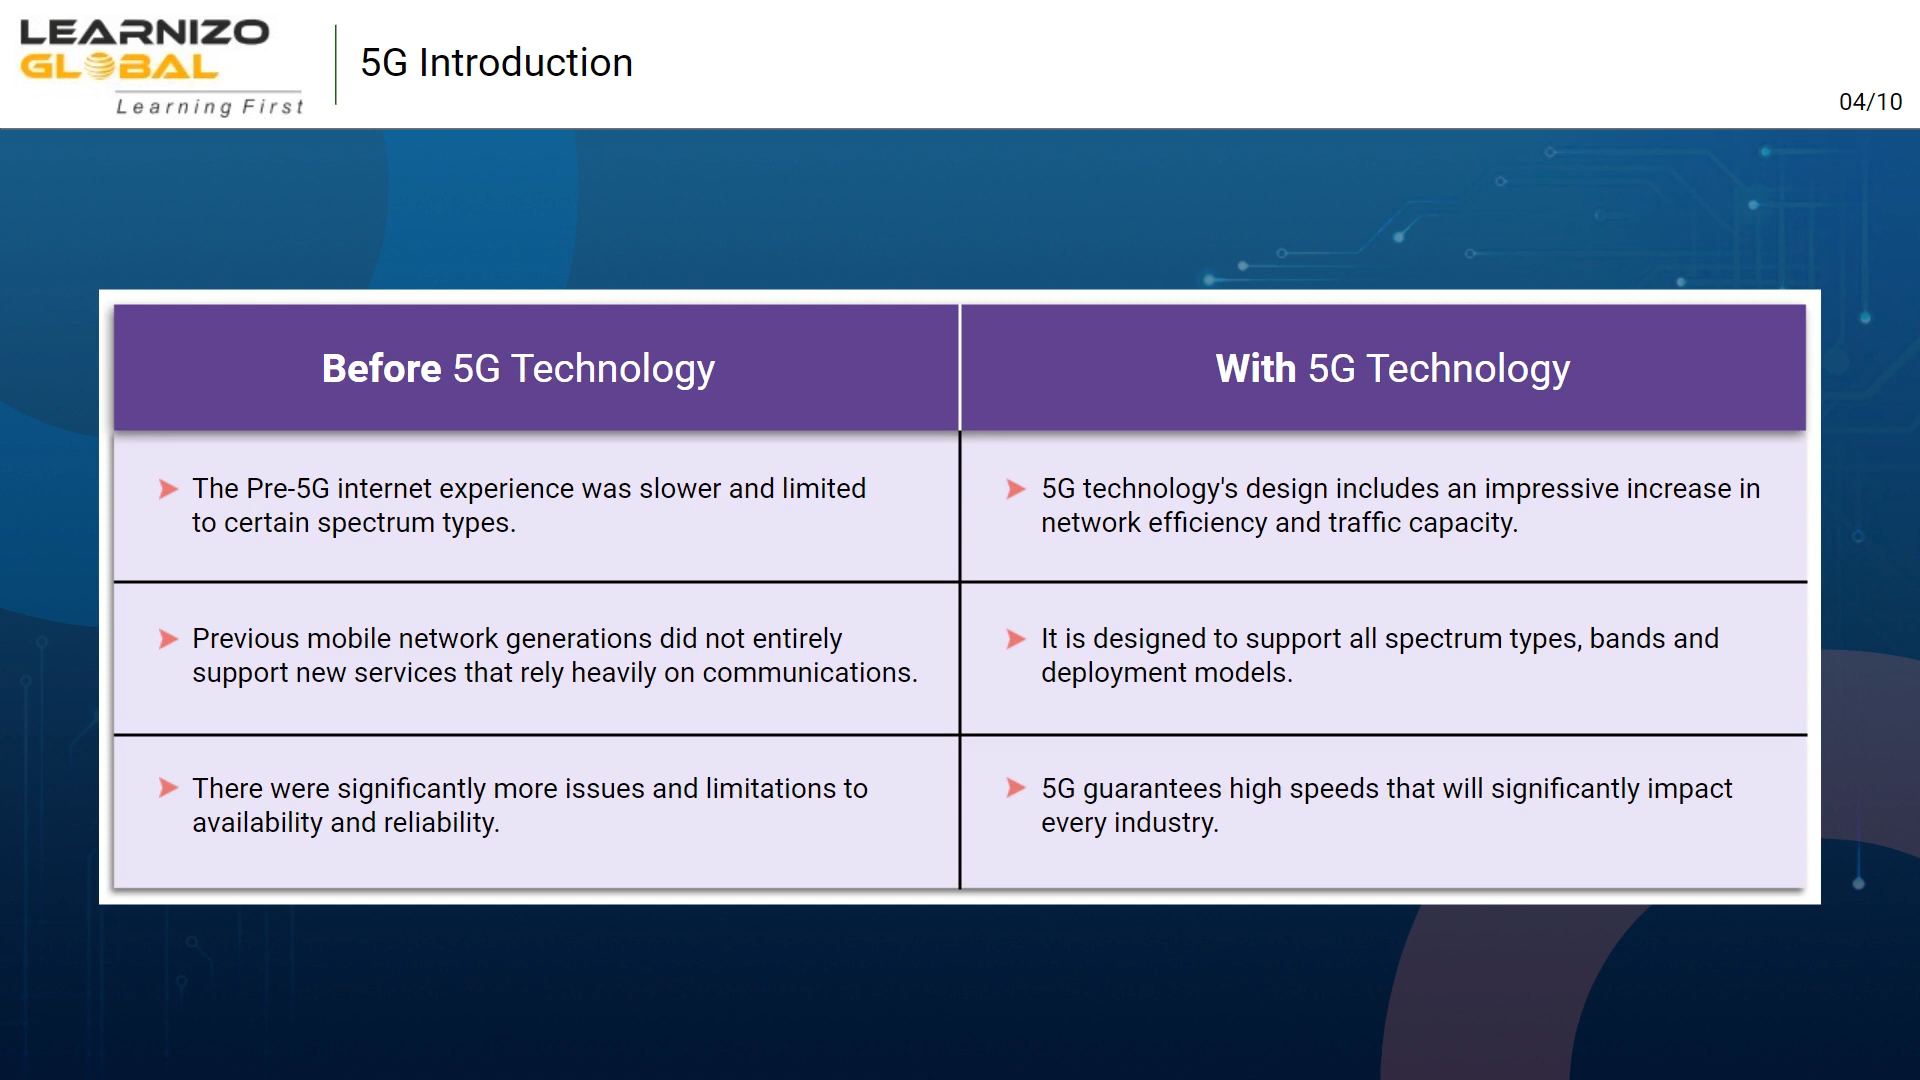 LEARNIZO
GLOBAL
Learning First
5G Introduction
04/10
Before 5G Technology
With 5G Technology
The Pre-5G internet experience was slower and limited
to certain spectrum types.
5G technology's design includes an impressive increase in
network efficiency and traffic capacity.
Previous mobile network generations did not entirely
support new services that rely heavily on communications.
It is designed to support all spectrum types, bands and
deployment models.
There were significantly more issues and limitations to
availability and reliability.
5G guarantees high speeds that will significantly impact
every industry.